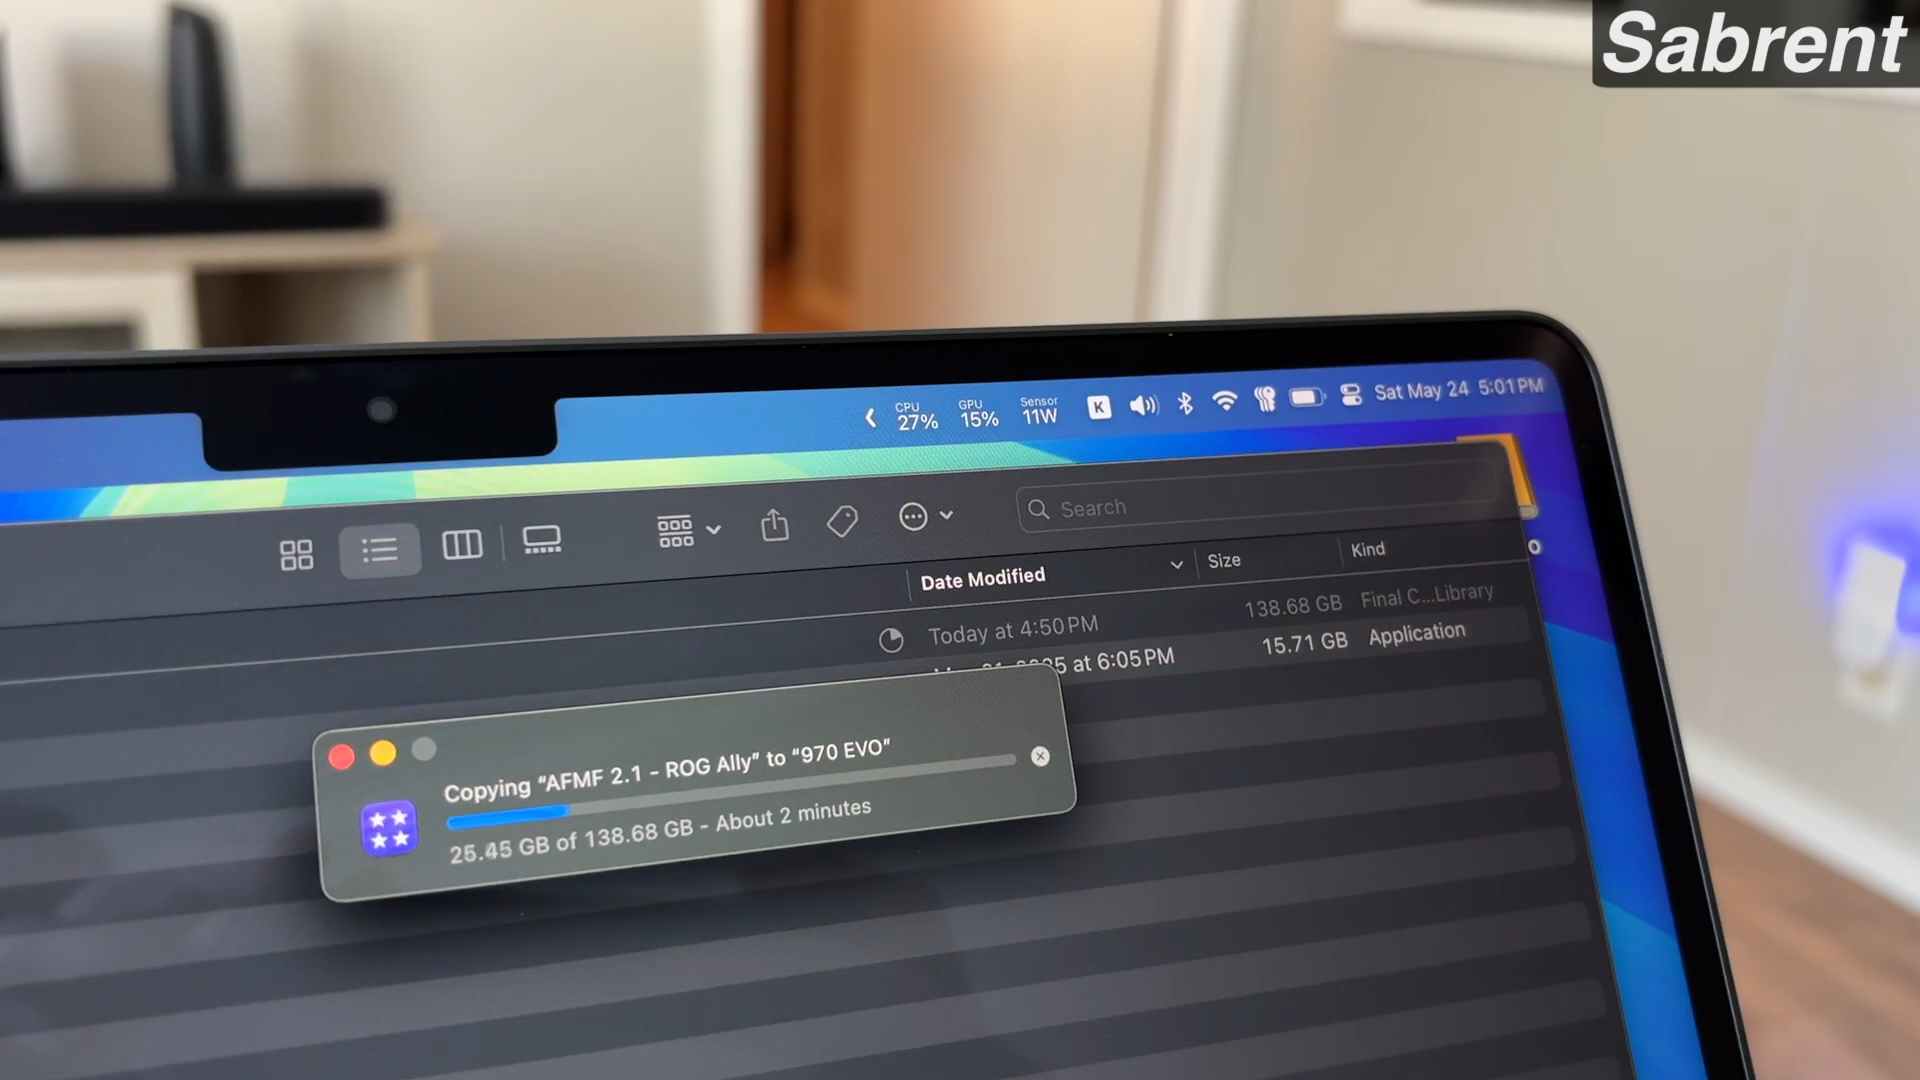 Sabrent
CPU
27%
GPU
15%
Sensor
11W
K
Sat May 24 5:01 PM
Search
Date Modified
Size
Kind
Today at 4:50 PM
138.68 GB
Final C...Library
at 6:05 PM
15.71 GB
Application
Copying “AFMF 2.1 - ROG Ally” to “970 EVO”
25.45 GB of 138.68 GB - About 2 minutes